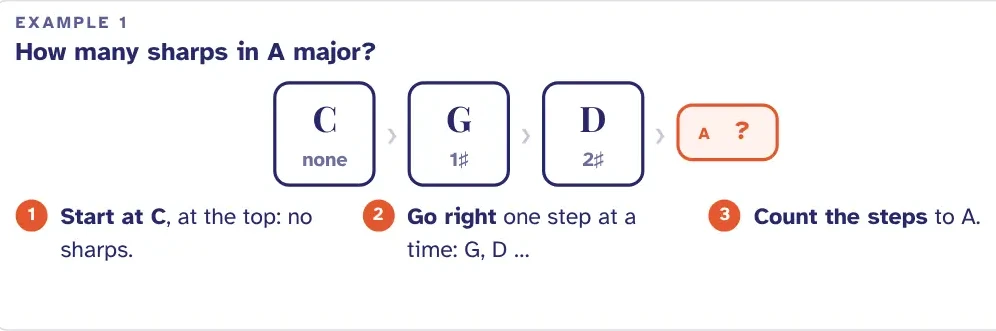 EXAMPLE 1
How many sharps in A major?
C
none
›
G
1♯
›
D
2♯
›
A ?
1 Start at C, at the top: no
sharps.
2 Go right one step at a
time: G, D ...
3 Count the steps to A.